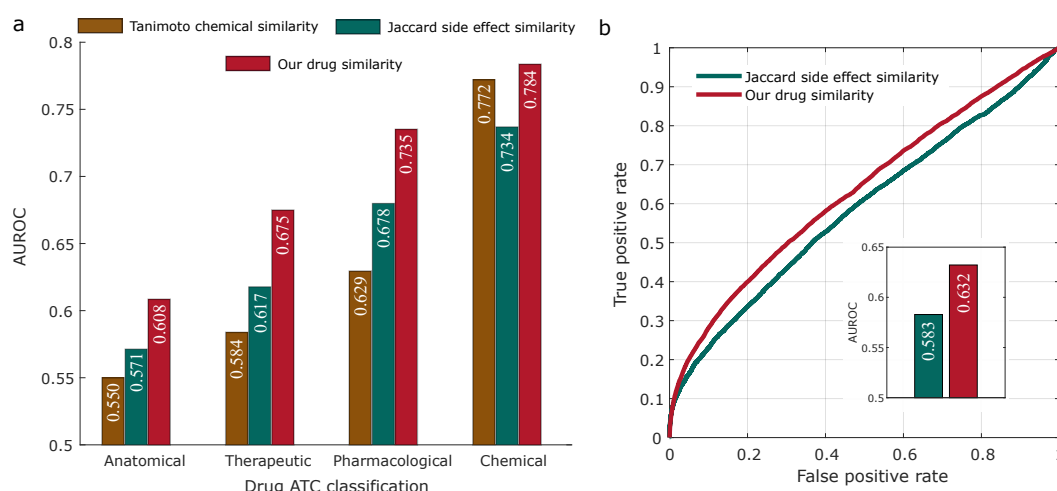 a
Tanimoto chemical similarity
Jaccard side effect similarity
Our drug similarity
0.8
0.75
0.7
0.65
0.6
0.55
0.5
AUROC
0.550
0.571
0.608
0.584
0.617
0.675
0.629
0.678
0.735
0.772
0.734
0.784
Anatomical
Therapeutic
Pharmacological
Chemical
Drug ATC classification
b
Jaccard side effect similarity
Our drug similarity
1
0.9
0.8
0.7
0.6
0.5
0.4
0.3
0.2
0.1
0
True positive rate
0
0.2
0.4
0.6
0.8
False positive rate
0.65
0.6
0.55
0.5
AUROC
0.583
0.632